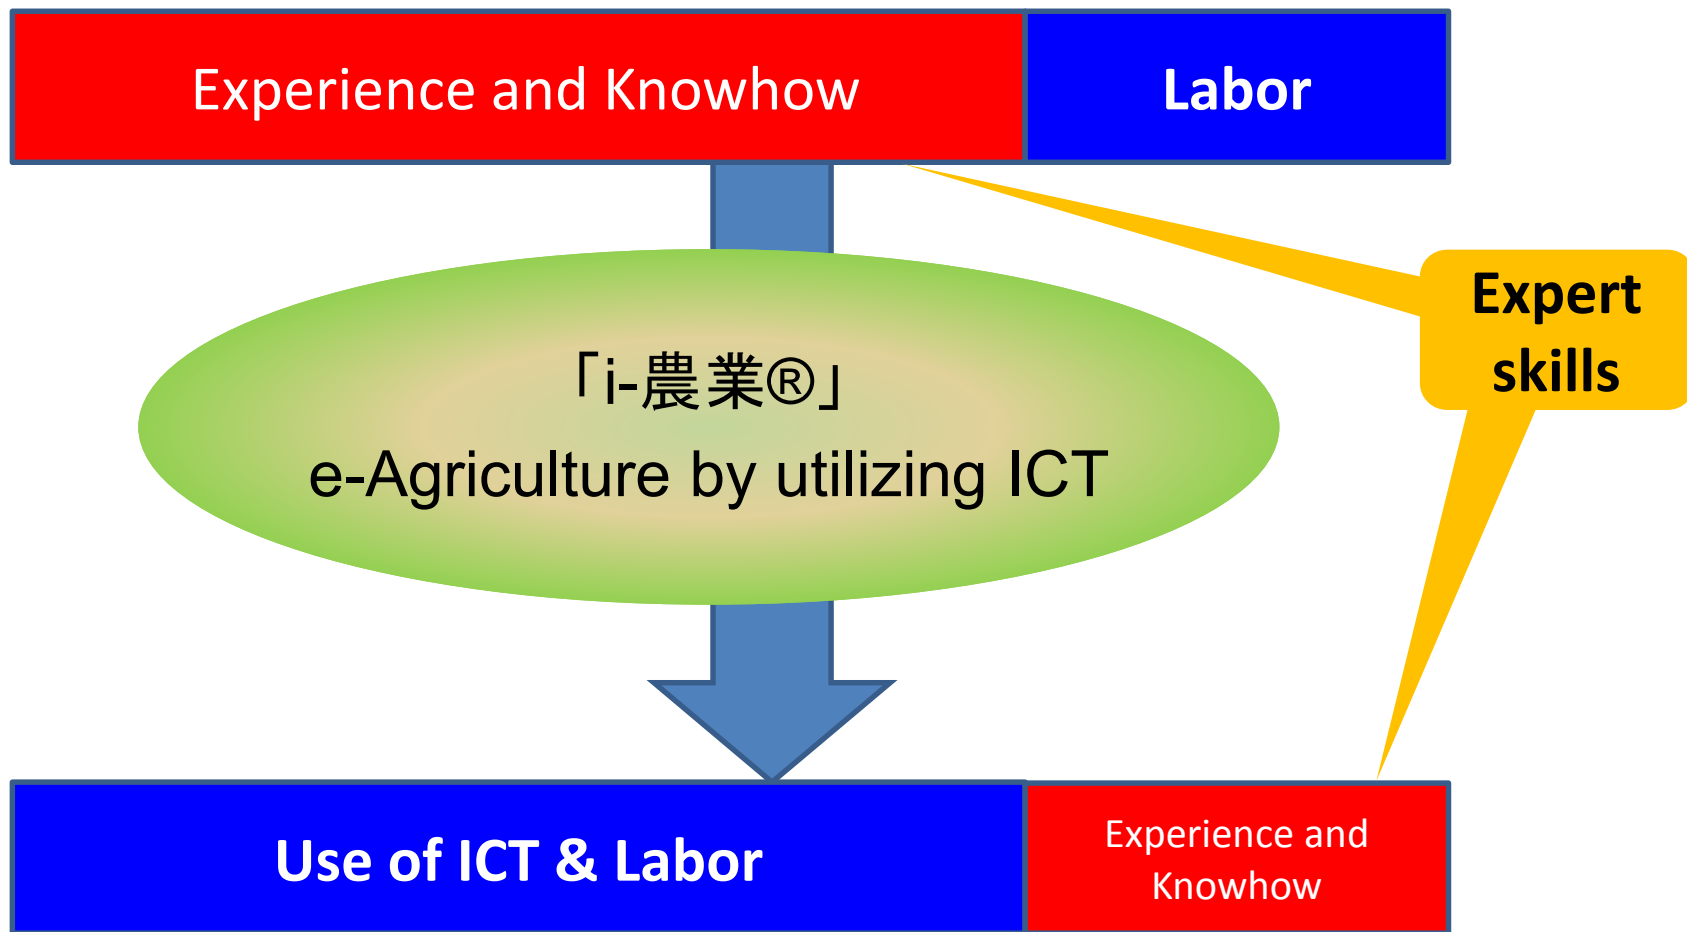 Experience and Knowhow
Labor
「i-農業®」
e-Agriculture by utilizing ICT
Expert
skills
Use of ICT & Labor
Experience and
Knowhow